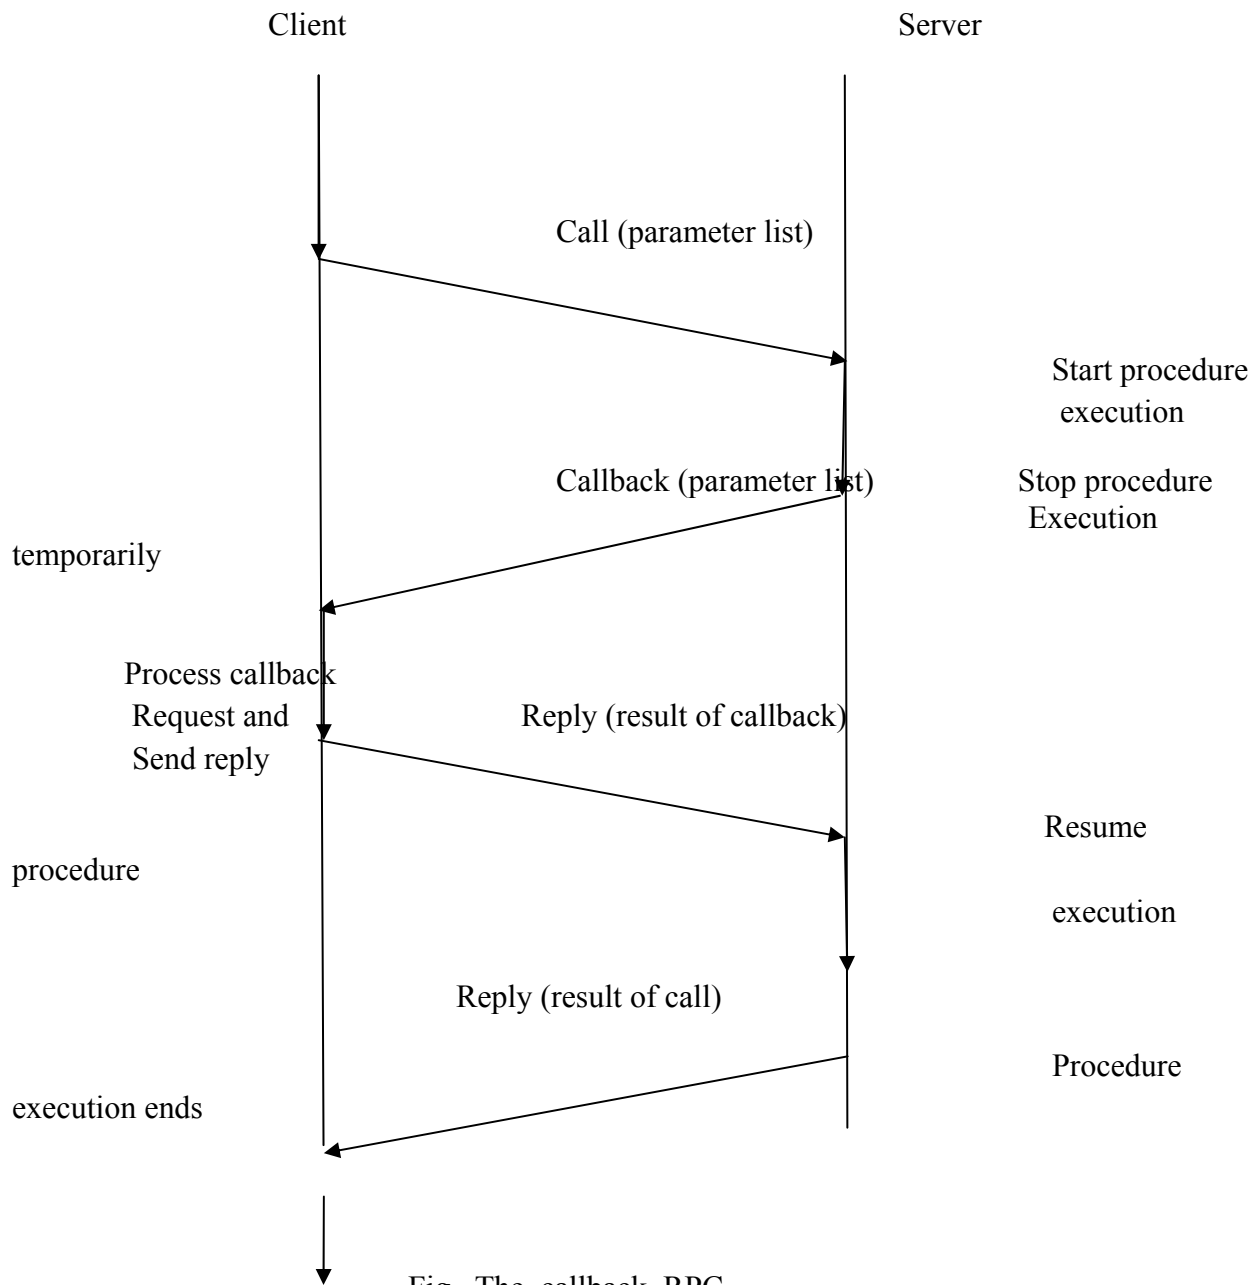 Client Server
Call (parameter list)
Start procedure
execution
Callback (parameter list) Stop procedure
Execution
temporarily
Process callback
Request and Reply (result of callback)
Send reply
Resume
procedure
execution
Reply (result of call)
Procedure
execution ends
Fig. The callback RPC